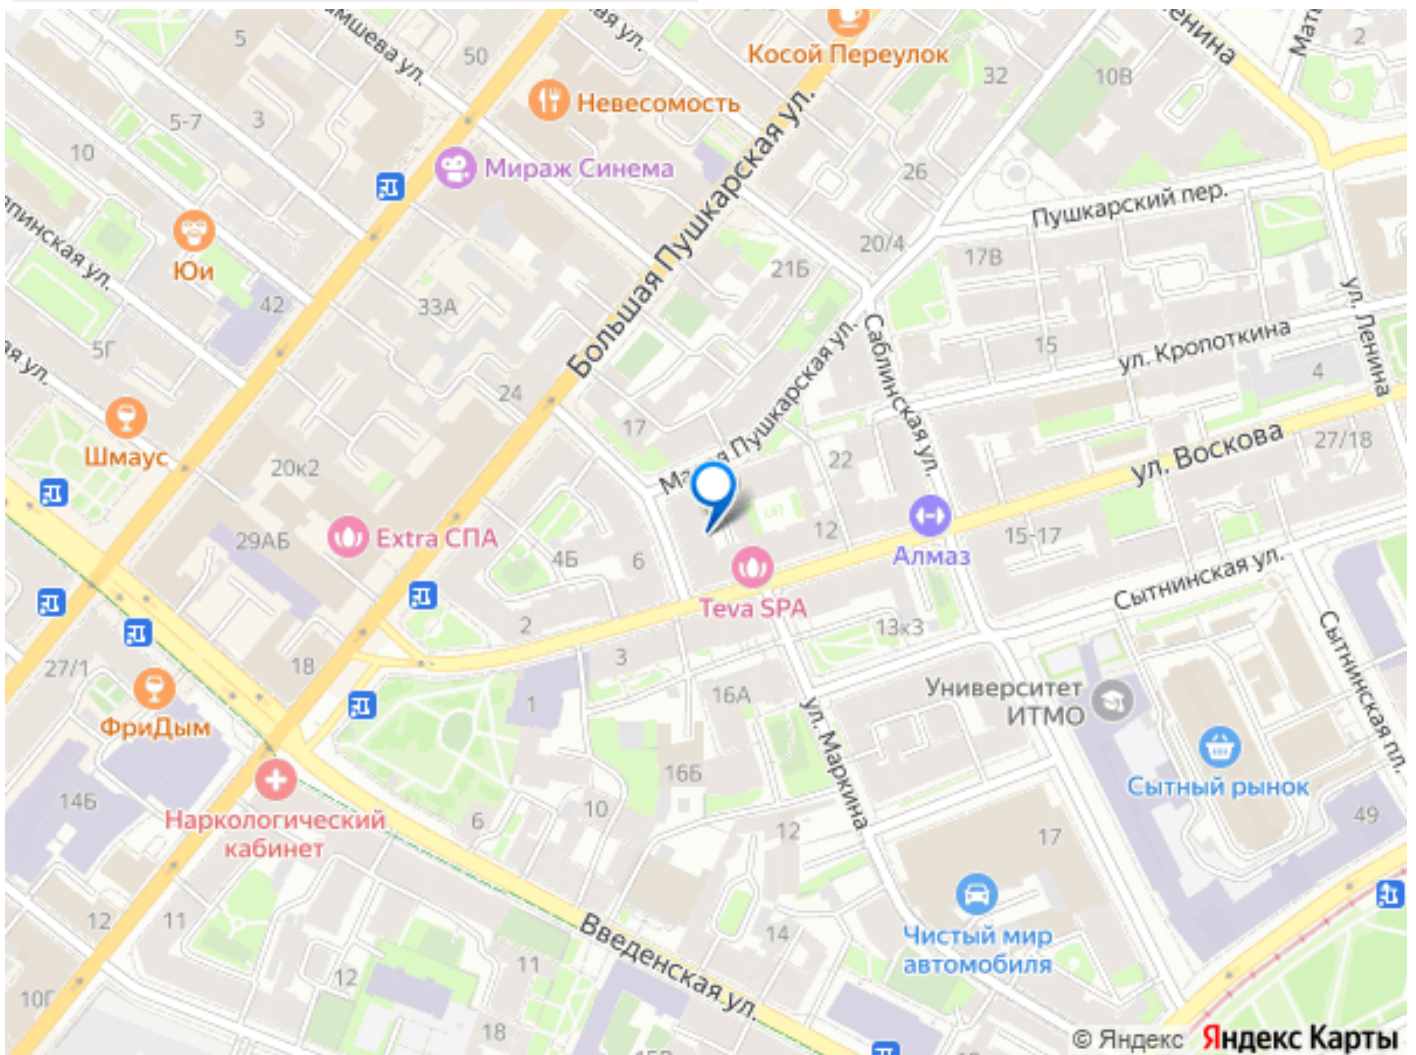 5
50
Косой Переулок
32
10В
Ленина
2
5-7
3
Невесомость
10
Мираж Синема
26
Пушкарский пер.
Большая Пушкарская ул.
20/4
17В
21Б
Юи
42
33А
5Г
ул. Ленина
ул. Кропоткина
15
4
Саблинская ул.
24
17
Шмаус
20к2
22
ул. Воскова
27/18
29АБ
Extra СПА
4Б
6
12
Алмаз
15-17
Сытнинская ул.
Teva SPA
2
3
13к3
27/1
18
1
16А
Университет
ИТМО
Сытнинская пл.
ФриДым
ул. Маркина
Сытный рынок
14Б
16Б
Наркологический
кабинет
6
10
12
17
49
12
11
Введенская ул.
14
Чистый мир
автомобиля
11
12
18
© Яндекс Яндекс Карты